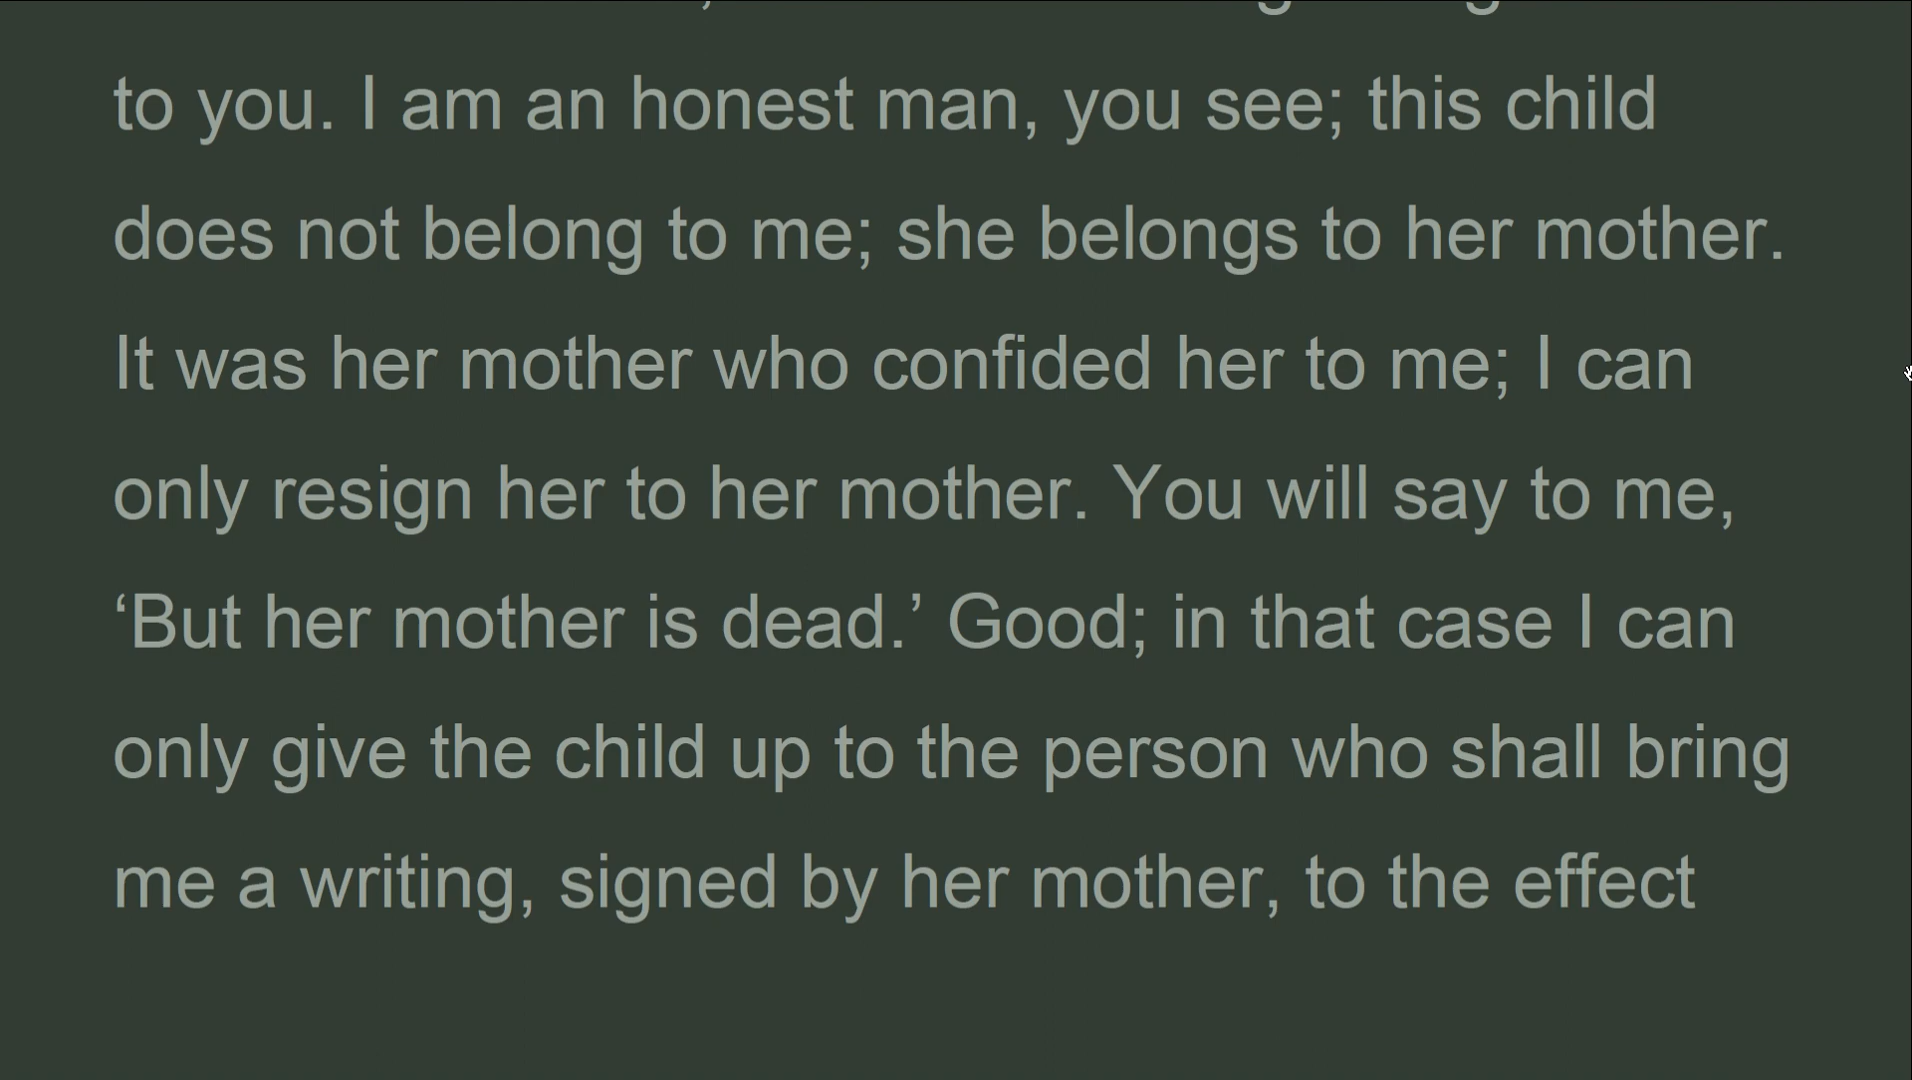 to you. I am an honest man, you see; this child
does not belong to me; she belongs to her mother.
It was her mother who confided her to me; I can
only resign her to her mother. You will say to me,
‘But her mother is dead.’ Good; in that case I can
only give the child up to the person who shall bring
me a writing, signed by her mother, to the effect